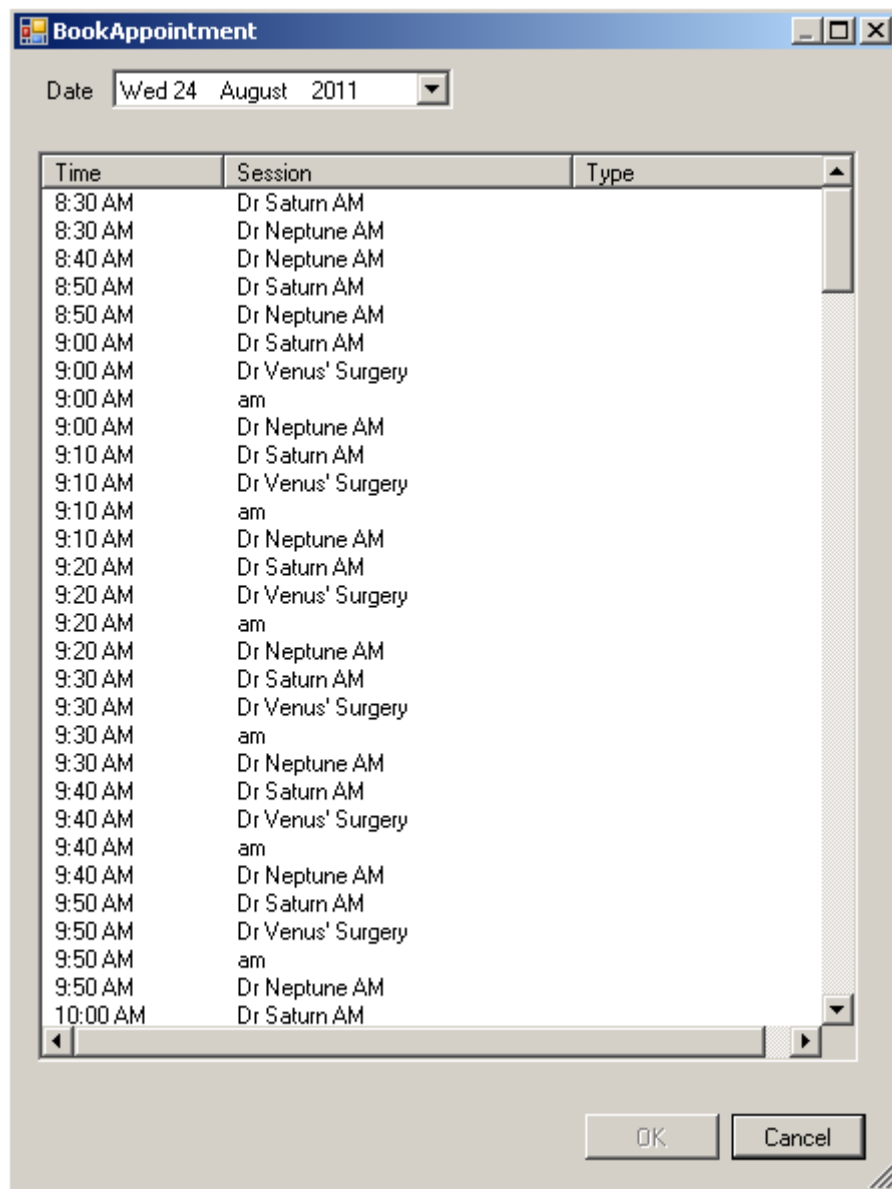 BookAppointment
Date Wed 24 August 2011
Time Session Type
8:30 AM Dr Saturn AM
8:30 AM Dr Neptune AM
8:40 AM Dr Neptune AM
8:50 AM Dr Saturn AM
8:50 AM Dr Neptune AM
9:00 AM Dr Saturn AM
9:00 AM Dr Venus' Surgery
9:00 AM am
9:00 AM Dr Neptune AM
9:10 AM Dr Saturn AM
9:10 AM Dr Venus' Surgery
9:10 AM am
9:10 AM Dr Neptune AM
9:20 AM Dr Saturn AM
9:20 AM Dr Venus' Surgery
9:20 AM am
9:20 AM Dr Neptune AM
9:30 AM Dr Saturn AM
9:30 AM Dr Venus' Surgery
9:30 AM am
9:30 AM Dr Neptune AM
9:40 AM Dr Saturn AM
9:40 AM Dr Venus' Surgery
9:40 AM am
9:40 AM Dr Neptune AM
9:50 AM Dr Saturn AM
9:50 AM Dr Venus' Surgery
9:50 AM am
9:50 AM Dr Neptune AM
10:00 AM Dr Saturn AM
OK Cancel